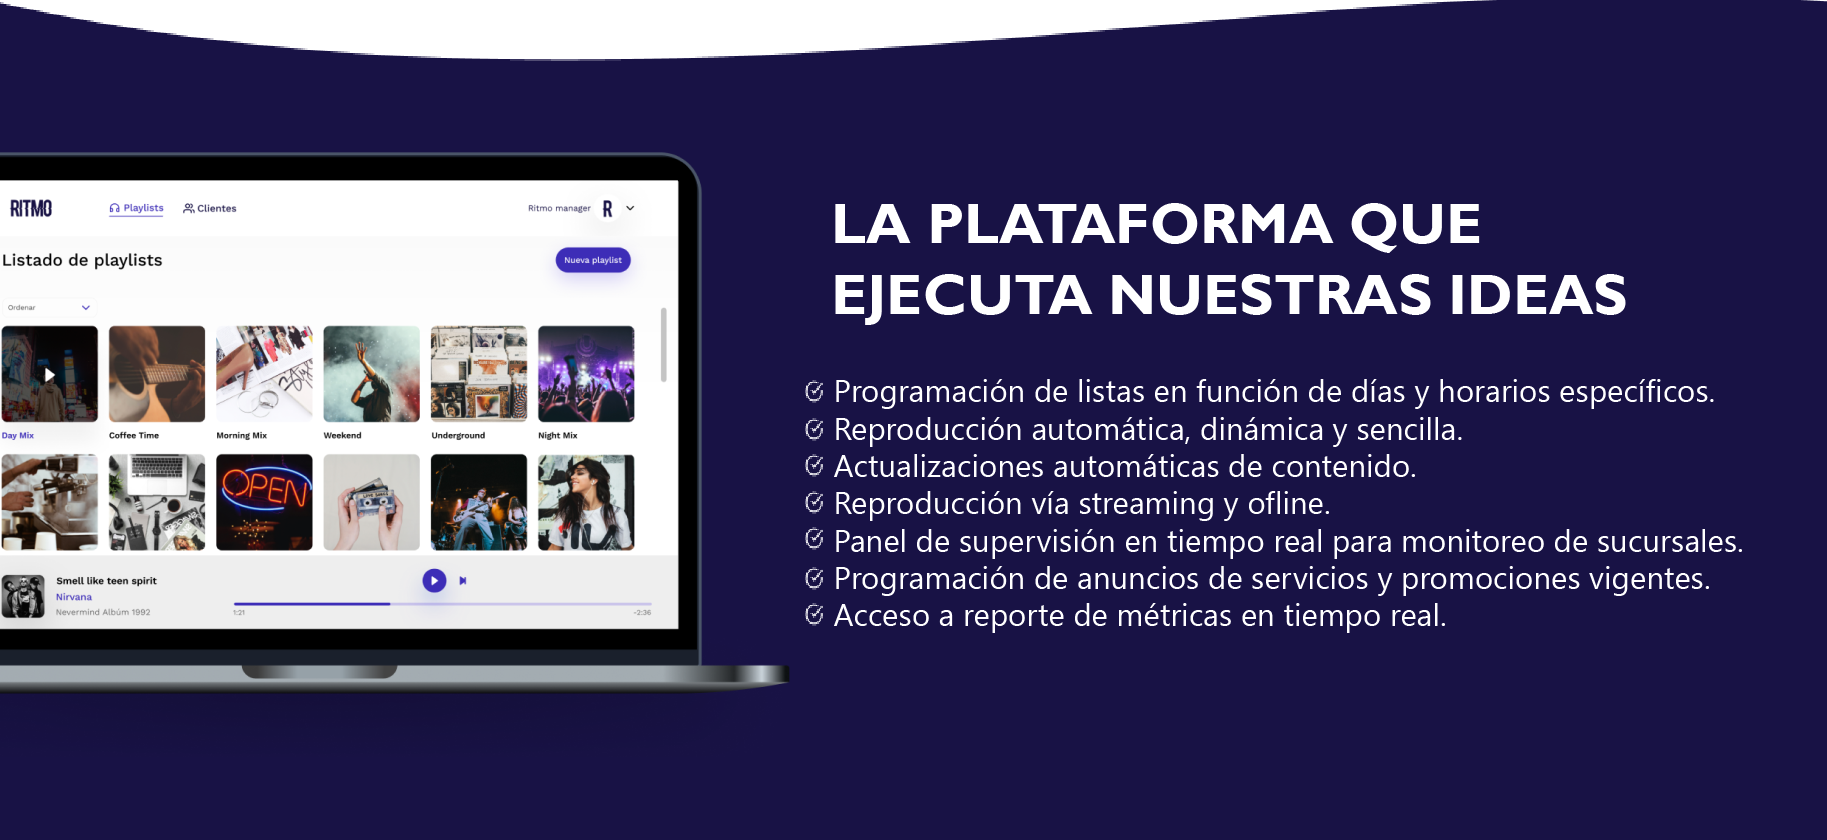 RITMO
Playlists
Clientes
Ritmo manager
R
Listado de playlists
Nueva playlist
Ordenar
Day Mix
Coffee Time
Morning Mix
Weekend
Underground
Night Mix
OPEN
Smell like teen spirit
Nirvana
Nevermind Albúm 1992
1:21
-2:36
LA PLATAFORMA QUE
EJECUTA NUESTRAS IDEAS
Programación de listas en función de días y horarios específicos.
Reproducción automática, dinámica y sencilla.
Actualizaciones automáticas de contenido.
Reproducción vía streaming y ofline.
Panel de supervisión en tiempo real para monitoreo de sucursales.
Programación de anuncios de servicios y promociones vigentes.
Acceso a reporte de métricas en tiempo real.